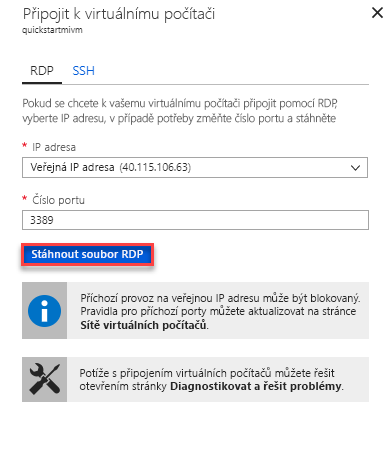 Připojit k virtuálnímu počítači
quickstartmivm
RDP SSH
Pokud se chcete k vašemu virtuálnímu počítači připojit pomocí RDP,
vyberte IP adresu, v případě potřeby změňte číslo portu a stáhněte
* IP adresa
Veřejná IP adresa (40.115.106.63)
* Číslo portu
3389
Stáhnout soubor RDP
Příchozí provoz na veřejnou IP adresu může být blokovaný.
Pravidla pro příchozí porty můžete aktualizovat na stránce
Sítě virtuálních počítačů.
Potíže s připojením virtuálních počítačů můžete řešit
otevřením stránky Diagnostikovat a řešit problémy.